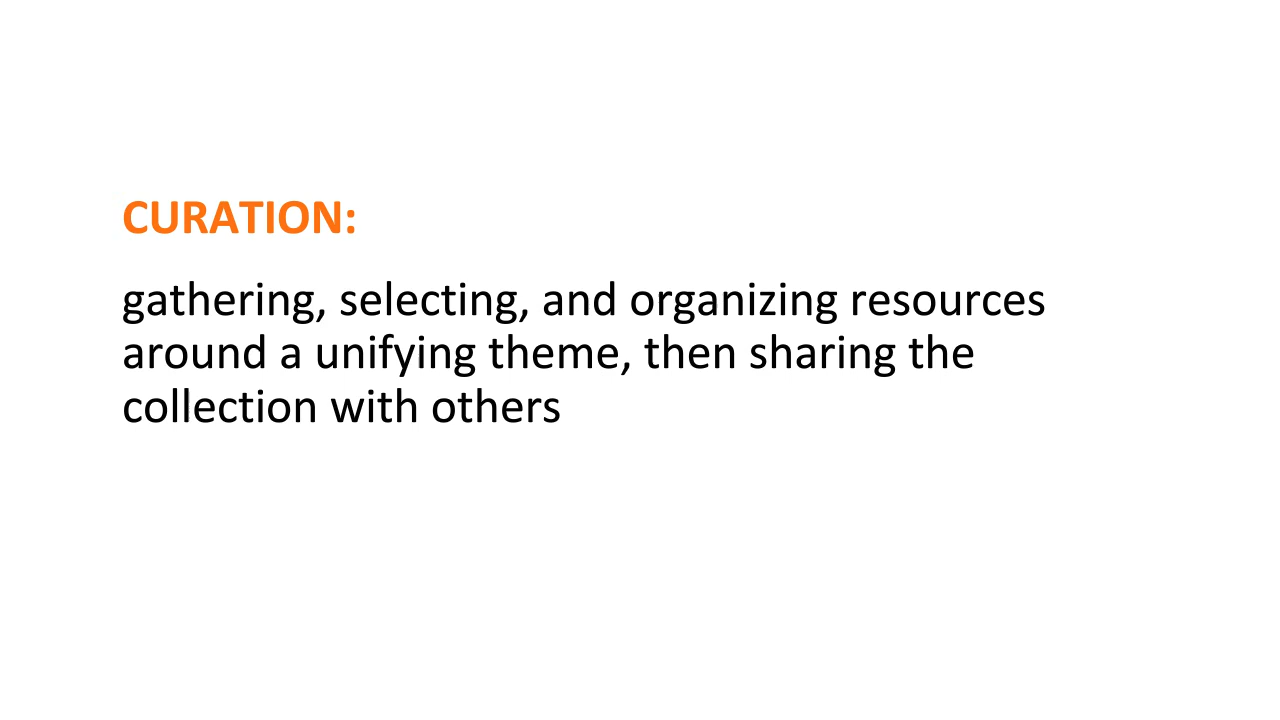 CURATION:
gathering, selecting, and organizing resources
around a unifying theme, then sharing the
collection with others